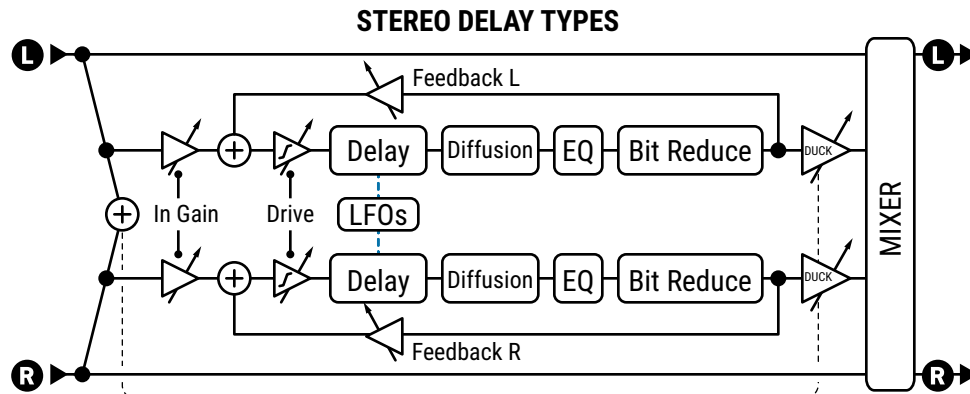 STEREO DELAY TYPES
L
L
Feedback L
Delay
Diffusion
EQ
Bit Reduce
DUCK
In Gain
Drive
LFOs
MIXER
Delay
Diffusion
EQ
Bit Reduce
DUCK
Feedback R
R
R